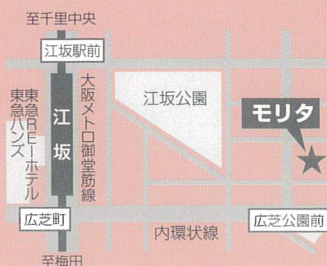 至千里中央
江坂駅前
大阪メトロ御堂筋線
江坂
東急REIホテル
東急ハンズ
江坂公園
モリタ
広芝町
内環状線
広芝公園前
至梅田